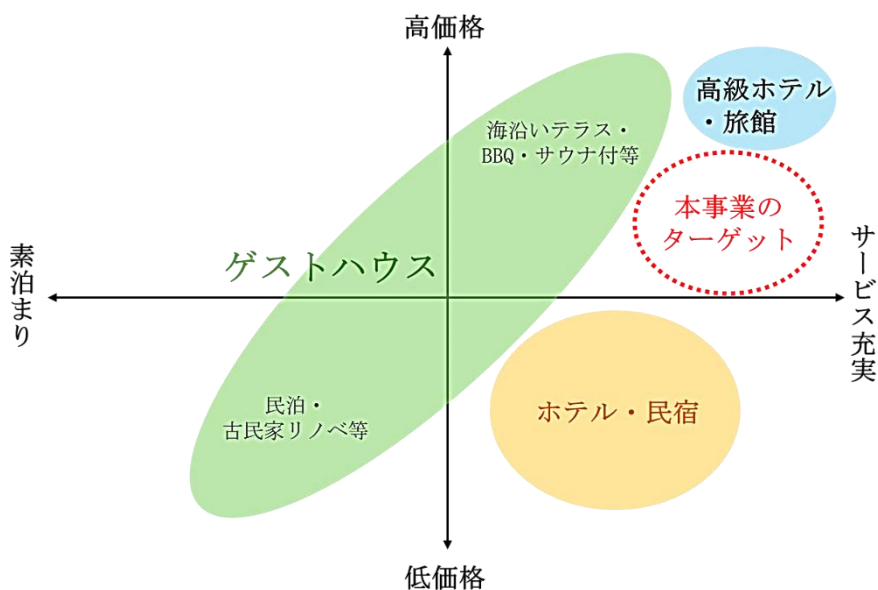 高価格
高級ホテル
・旅館
海沿いテラス・
BBQ・サウナ付等
本事業の
ターゲット
素泊まり
ゲストハウス
サービス充実
民泊・
古民家リノベ等
ホテル・民宿
低価格